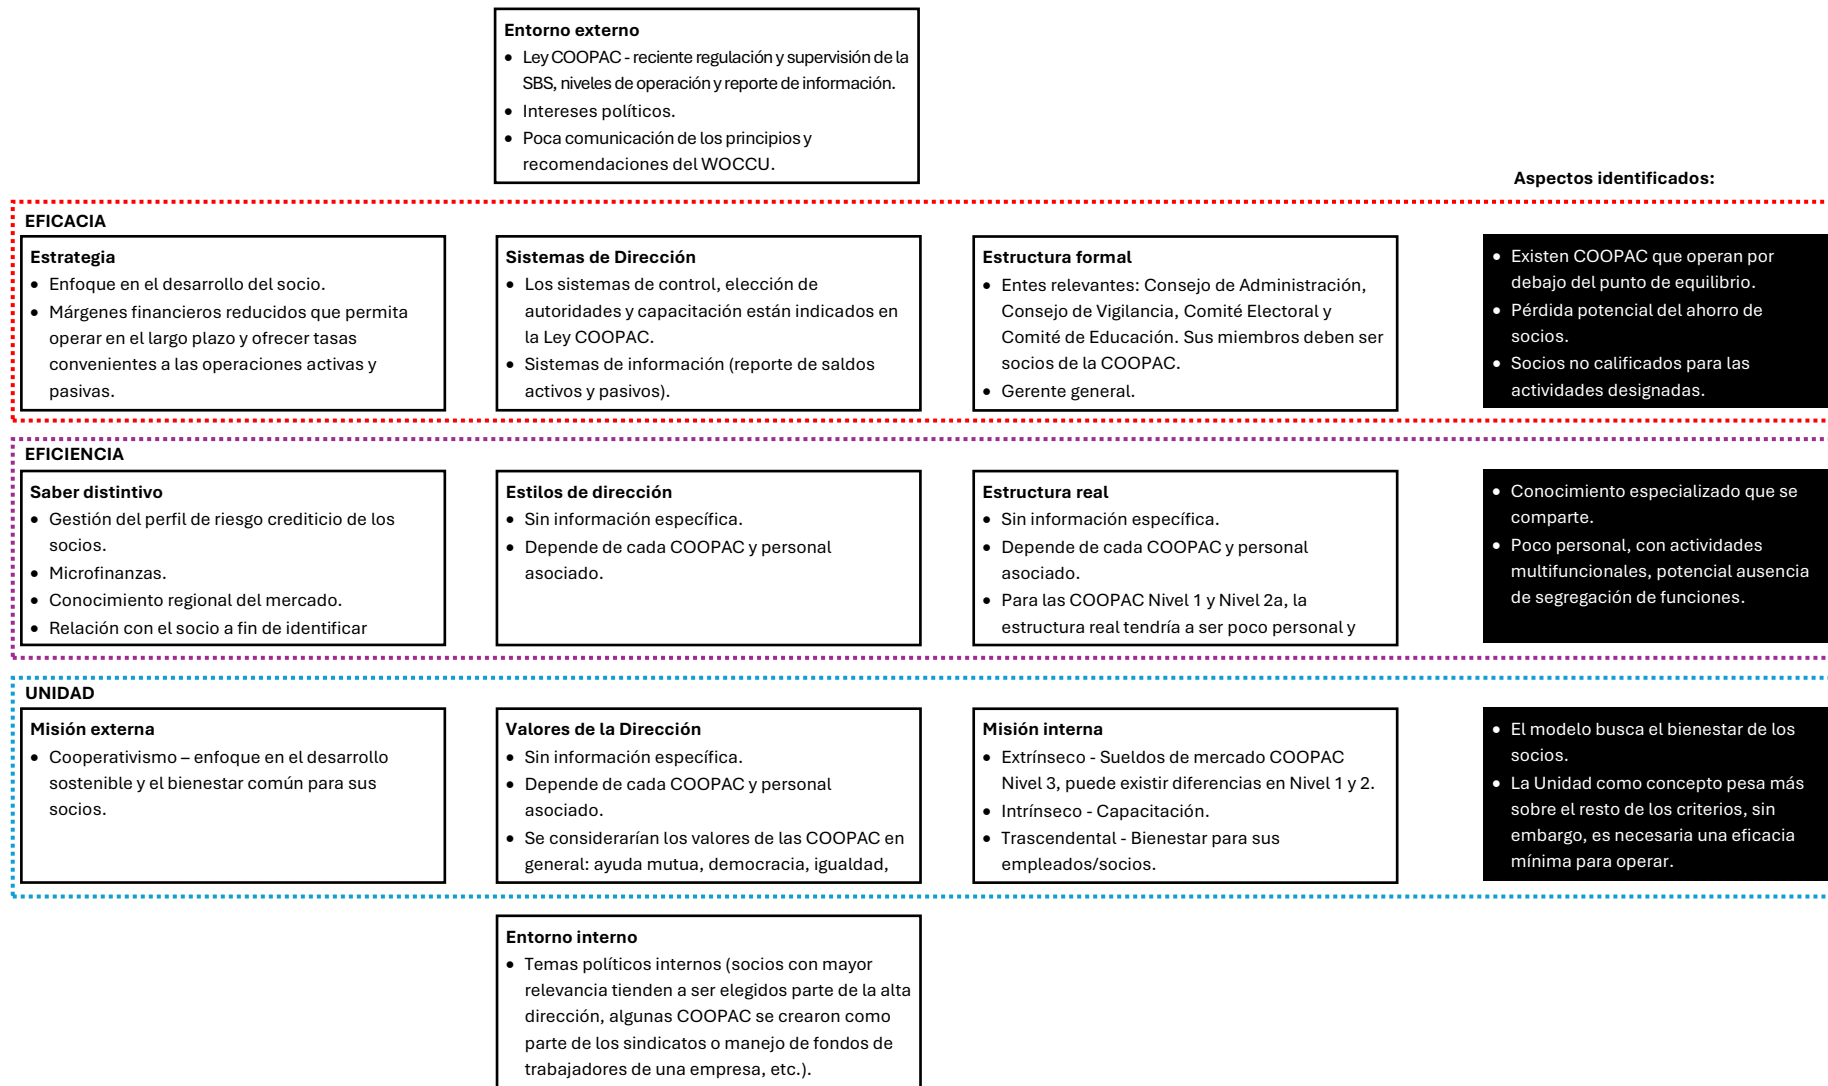 Entorno externo
• Ley COOPAC - reciente regulación y supervisión de la
SBS, niveles de operación y reporte de información.
• Intereses políticos.
• Poca comunicación de los principios y
recomendaciones del WOCCU.
Aspectos identificados:
EFICACIA
Estrategia
• Enfoque en el desarrollo del socio.
• Márgenes financieros reducidos que permita
operar en el largo plazo y ofrecer tasas
convenientes a las operaciones activas y
pasivas.
Sistemas de Dirección
• Los sistemas de control, elección de
autoridades y capacitación están indicados en
la Ley COOPAC.
• Sistemas de información (reporte de saldos
activos y pasivos).
Estructura formal
• Entes relevantes: Consejo de Administración,
Consejo de Vigilancia, Comité Electoral y
Comité de Educación. Sus miembros deben ser
socios de la COOPAC.
• Gerente general.
• Existen COOPAC que operan por
debajo del punto de equilibrio.
• Pérdida potencial del ahorro de
socios.
• Socios no calificados para las
actividades designadas.
EFICIENCIA
Saber distintivo
• Gestión del perfil de riesgo crediticio de los
socios.
• Microfinanzas.
• Conocimiento regional del mercado.
• Relación con el socio a fin de identificar
Estilos de dirección
• Sin información específica.
• Depende de cada COOPAC y personal
asociado.
Estructura real
• Sin información específica.
• Depende de cada COOPAC y personal
asociado.
• Para las COOPAC Nivel 1 y Nivel 2a, la
estructura real tendría a ser poco personal y
• Conocimiento especializado que se
comparte.
• Poco personal, con actividades
multifuncionales, potencial ausencia
de segregación de funciones.
UNIDAD
Misión externa
• Cooperativismo – enfoque en el desarrollo
sostenible y el bienestar común para sus
socios.
Valores de la Dirección
• Sin información específica.
• Depende de cada COOPAC y personal
asociado.
• Se considerarían los valores de las COOPAC en
general: ayuda mutua, democracia, igualdad,
Misión interna
• Extrínseco - Sueldos de mercado COOPAC
Nivel 3, puede existir diferencias en Nivel 1 y 2.
• Intrínseco - Capacitación.
• Trascendental - Bienestar para sus
empleados/socios.
• El modelo busca el bienestar de los
socios.
• La Unidad como concepto pesa más
sobre el resto de los criterios, sin
embargo, es necesaria una eficacia
mínima para operar.
Entorno interno
• Temas políticos internos (socios con mayor
relevancia tienden a ser elegidos parte de la alta
dirección, algunas COOPAC se crearon como
parte de los sindicatos o manejo de fondos de
trabajadores de una empresa, etc.).